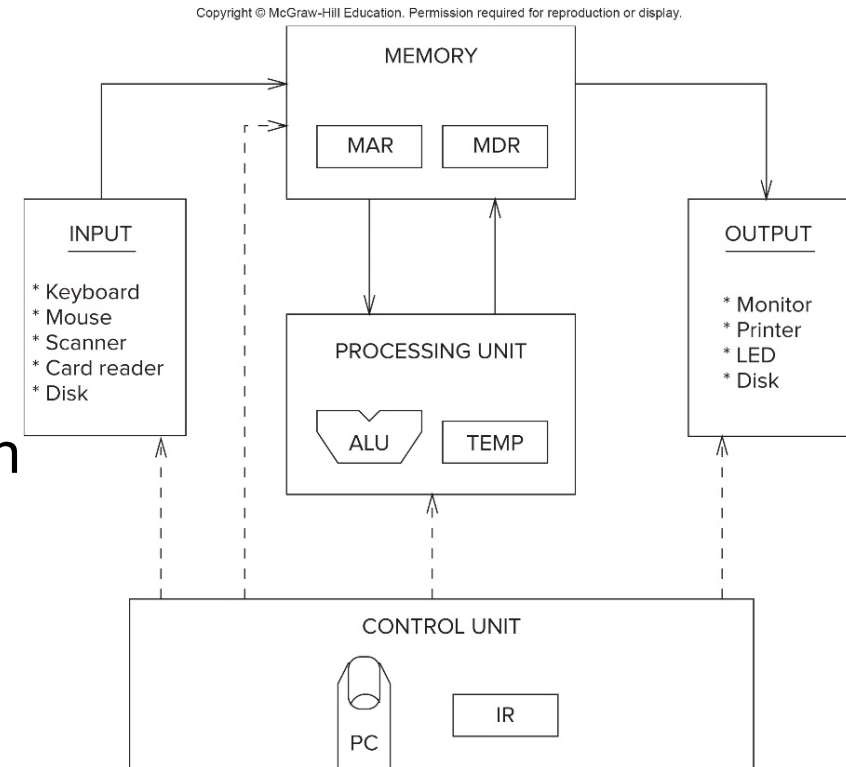 Copyright © McGraw-Hill Education. Permission required for reproduction or display.
MEMORY
MAR
MDR
INPUT
* Keyboard
* Mouse
* Scanner
* Card reader
* Disk
OUTPUT
* Monitor
* Printer
* LED
* Disk
PROCESSING UNIT
ALU
TEMP
n
CONTROL UNIT
IR
PC